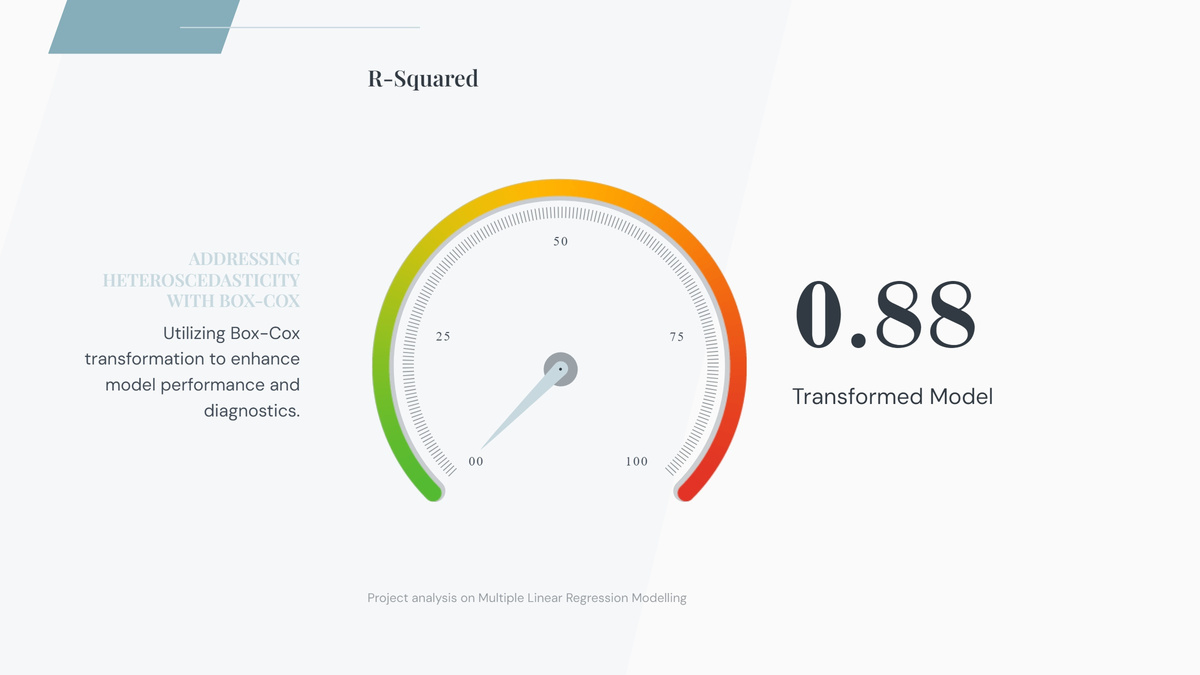 R-Squared
ADDRESSING
HETEROSCEDASTICITY
WITH BOX-COX
Utilizing Box-Cox
transformation to enhance
model performance and
diagnostics.
50
25
75
00
100
0.88
Transformed Model
Project analysis on Multiple Linear Regression Modelling